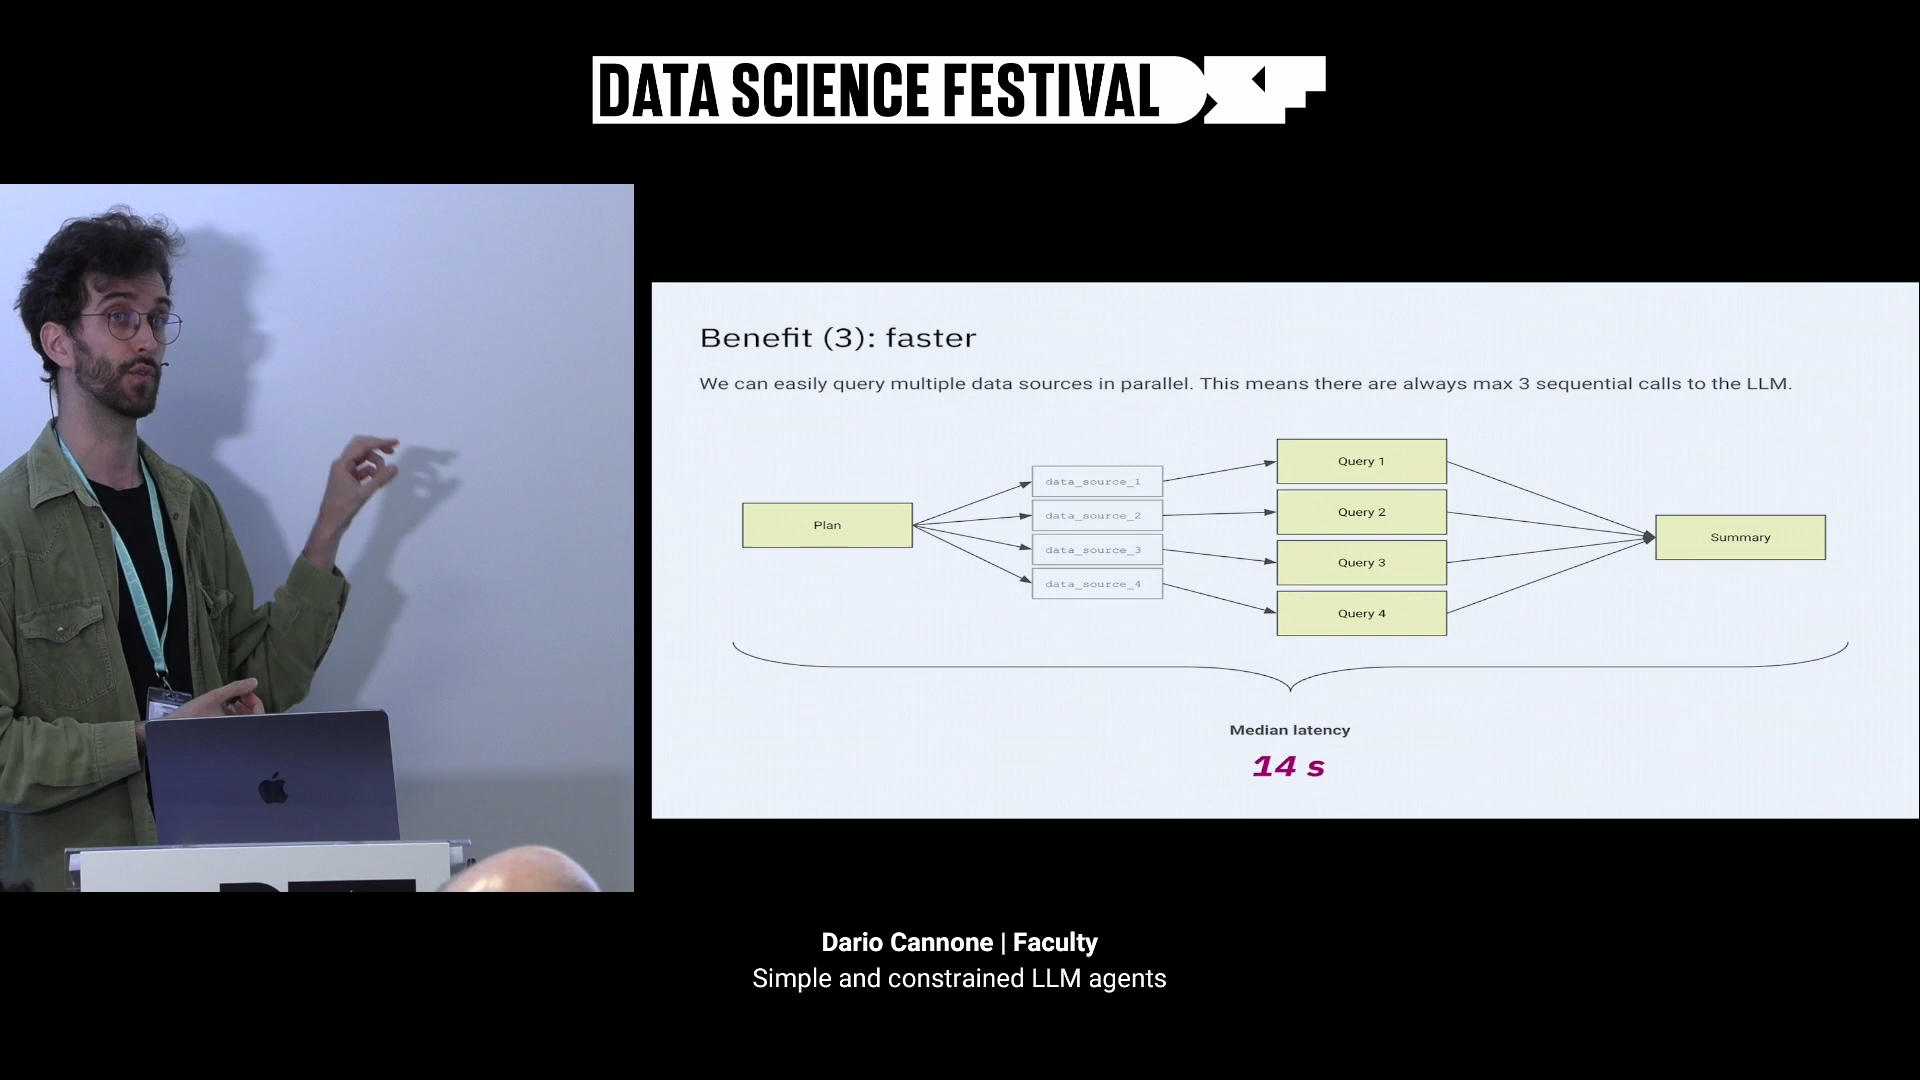 DATA SCIENCE FESTIVAL
Benefit (3): faster
We can easily query multiple data sources in parallel. This means there are always max 3 sequential calls to the LLM.
Plan
data_source_1
data_source_2
data_source_3
data_source_4
Query 1
Query 2
Query 3
Query 4
Summary
Median latency
14 s
Dario Cannone | Faculty
Simple and constrained LLM agents